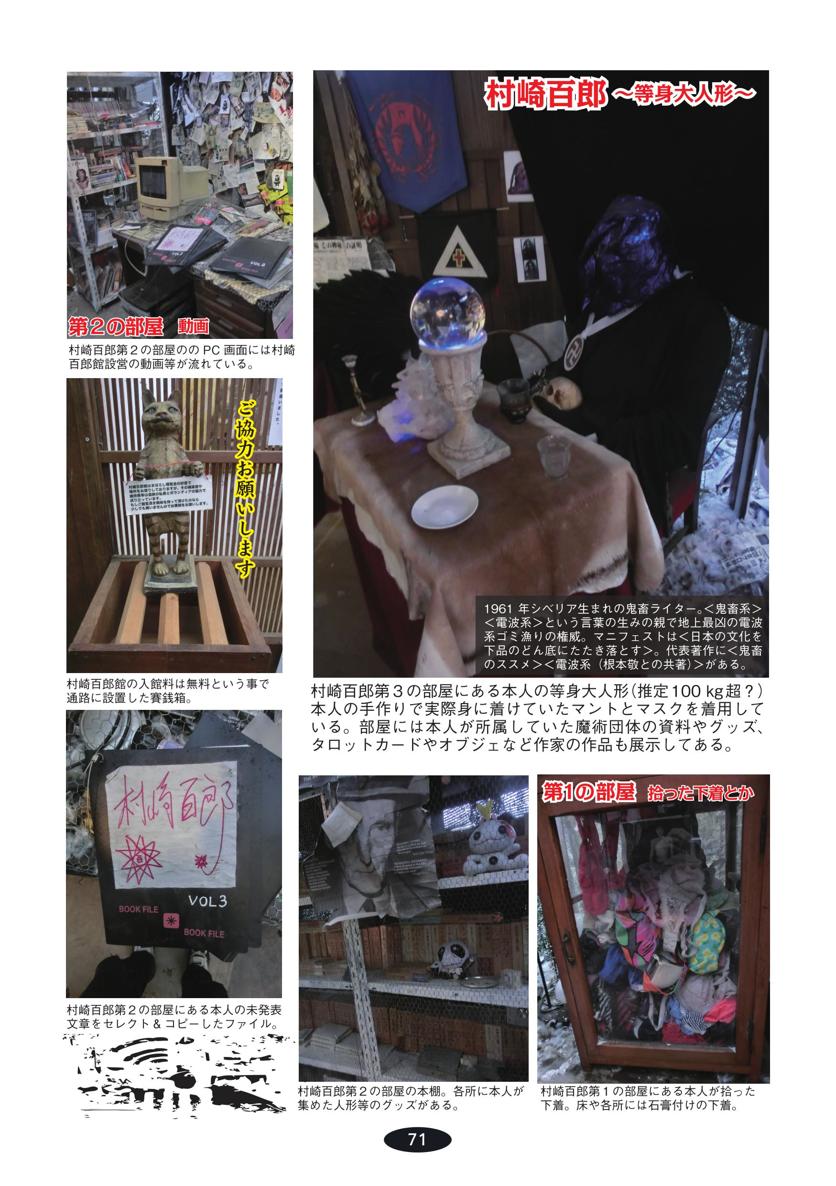 第2の部屋 動画
村崎百郎第２の部屋のの PC 画面には村崎
百郎館設営の動画等が流れている。
ご協力お願いします
村崎百郎館の入館料は無料という事で
通路に設置した賽銭箱。
村崎百郎
VOL3
BOOK FILE
BOOK FILE
村崎百郎第２の部屋にある本人の未発表
文章をセレクト＆コピーしたファイル。
村崎百郎 〜等身大人形〜
1961 年シベリア生まれの鬼畜ライター。＜鬼畜系＞
＜電波系＞という言葉の生みの親で地上最凶の電波
系ゴミ漁りの権威。マニフェストは＜日本の文化を
下品のどん底にたたき落とす＞。代表著作に＜鬼畜
のススメ＞＜電波系（根本敬との共著）＞がある。
村崎百郎第３の部屋にある本人の等身大人形（推定100 kg超？）
本人の手作りで実際身に着けていたマントとマスクを着用して
いる。部屋には本人が所属していた魔術団体の資料やグッズ、
タロットカードやオブジェなど作家の作品も展示してある。
村崎百郎第２の部屋の本棚。各所に本人が
集めた人形等のグッズがある。
第1の部屋 拾った下着とか
村崎百郎第１の部屋にある本人が拾った
下着。床や各所には石膏付けの下着。
71